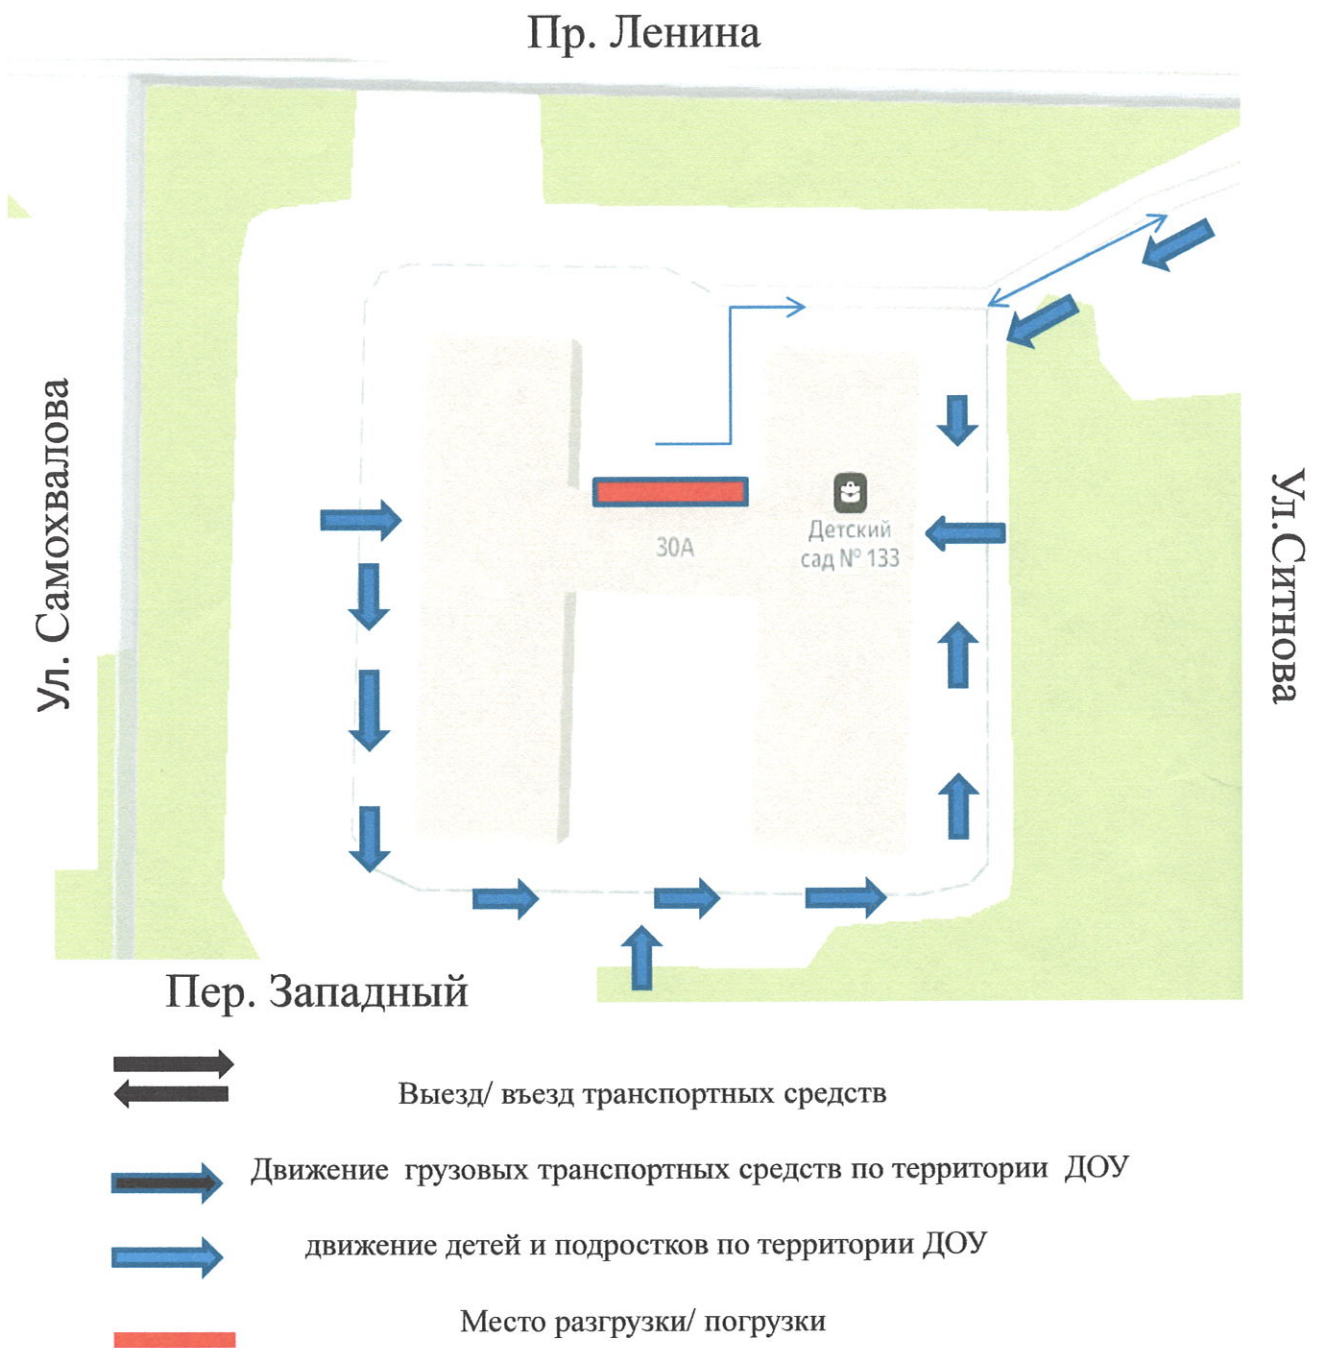 Пр. Ленина
Ул. Самохвалова
Ул.Ситнова
30А
Детский
сад № 133
Пер. Западный
Выезд/ въезд транспортных средств
Движение грузовых транспортных средств по территории ДОУ
движение детей и подростков по территории ДОУ
Место разгрузки/ погрузки